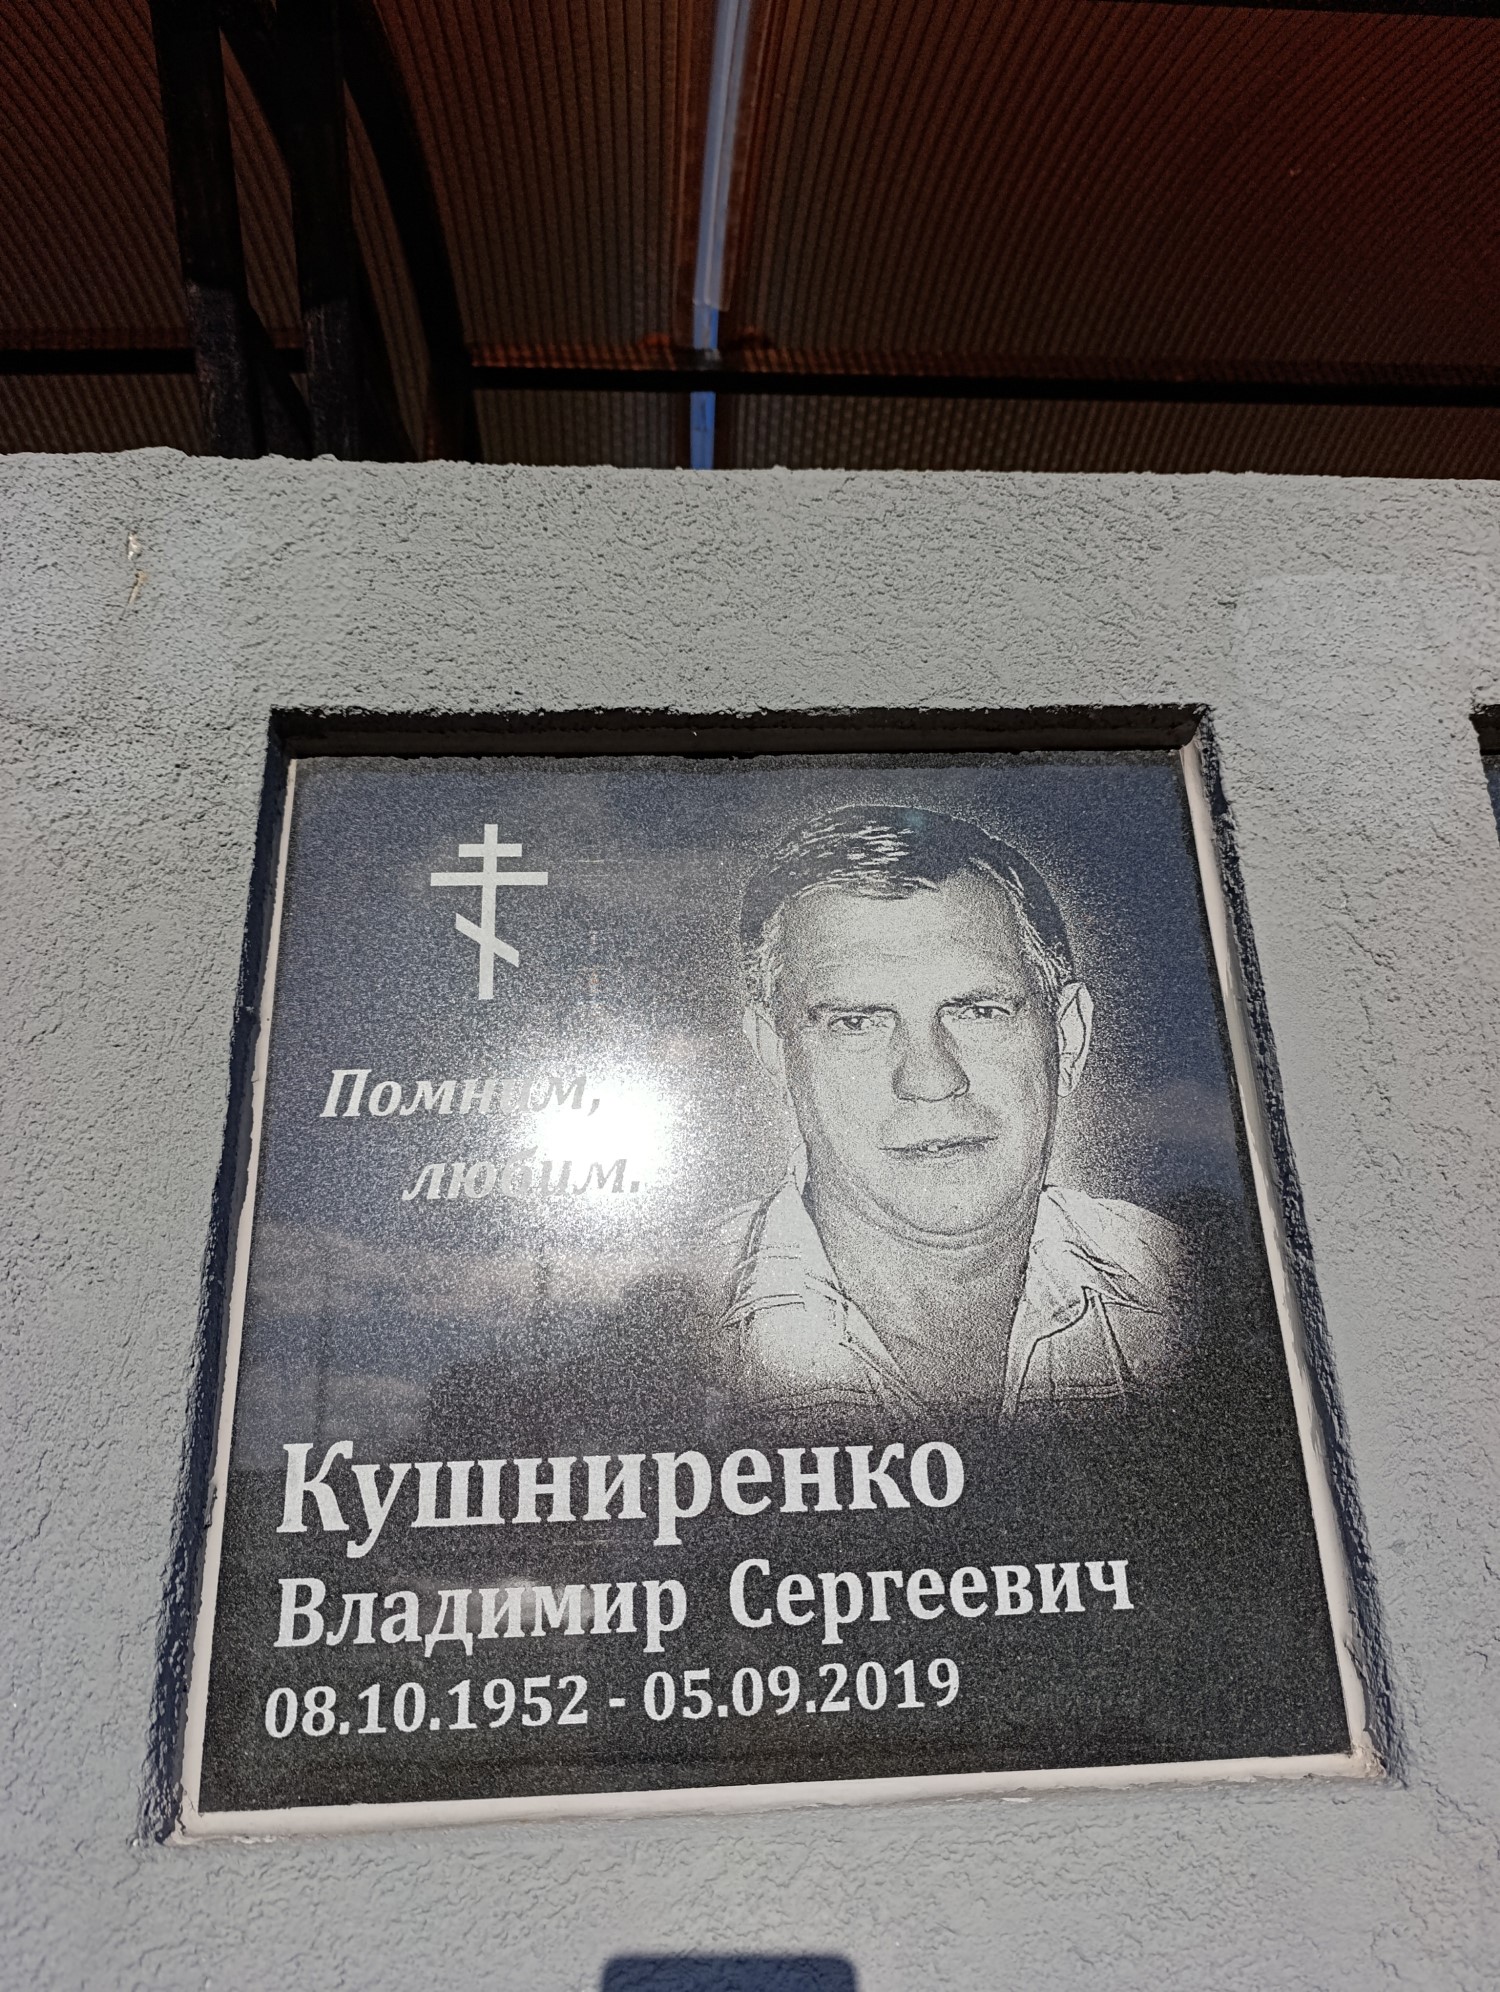 Помним,
любим.
Кушниренко
Владимир Сергеевич
08.10.1952 - 05.09.2019